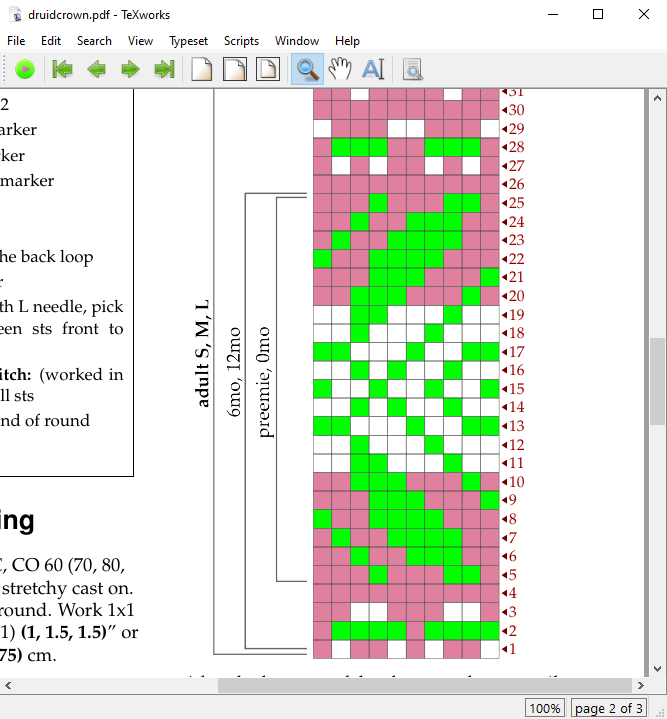 druidcrown.pdf - TeXworks
File Edit Search View Typeset Scripts Window Help
2
arker
ker
marker
he back loop
r
th L needle, pick
een sts front to
itch: (worked in
ll sts
nd of round
ing
C, CO 60 (70, 80,
stretchy cast on.
round. Work 1x1
1) (1, 1.5, 1.5)” or
75) cm.
adult S, M, L
6mo, 12mo
preemie, 0mo
31
30
29
28
27
26
25
24
23
22
21
20
19
18
17
16
15
14
13
12
11
10
9
8
7
6
5
4
3
2
1
100% page 2 of 3